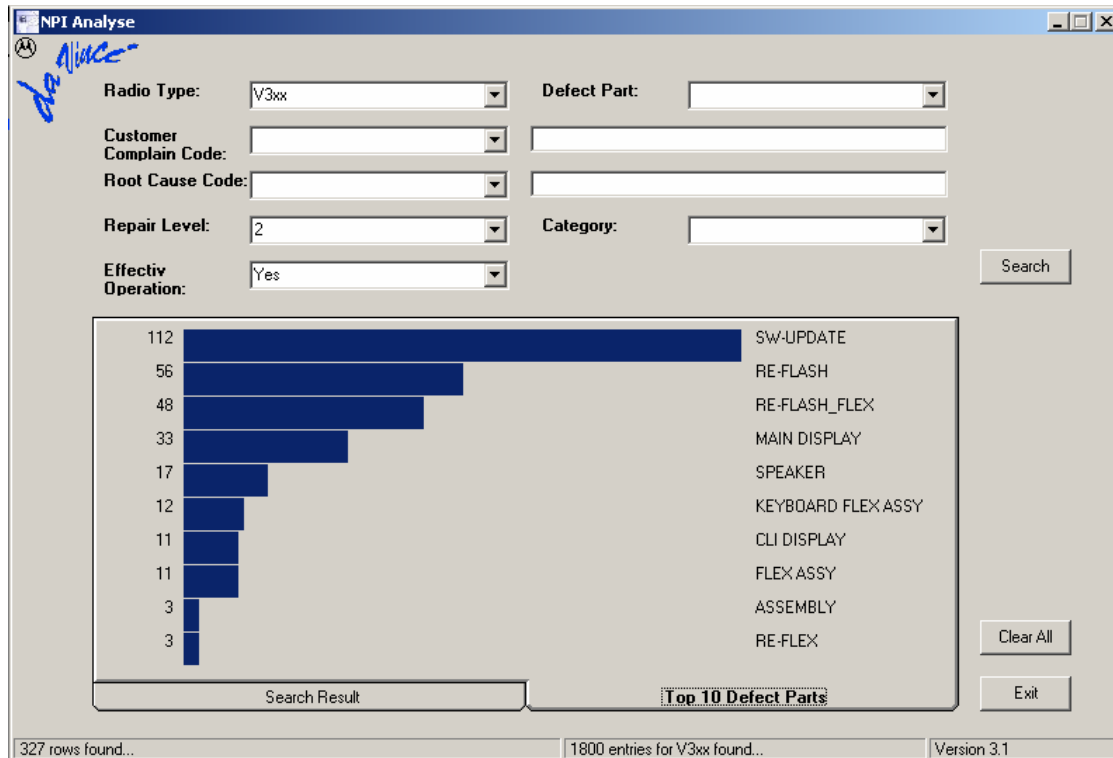 NPI Analyse
da Vinci
Radio Type: V3xx Defect Part:
Customer
Complain Code:
Root Cause Code:
Repair Level: 2 Category:
Effectiv
Operation: Yes
Search
112 SW-UPDATE
56 RE-FLASH
48 RE-FLASH_FLEX
33 MAIN DISPLAY
17 SPEAKER
12 KEYBOARD FLEX ASSY
11 CLI DISPLAY
11 FLEX ASSY
3 ASSEMBLY
3 RE-FLEX
Clear All
Search Result Top 10 Defect Parts
Exit
327 rows found... 1800 entries for V3xx found... Version 3.1